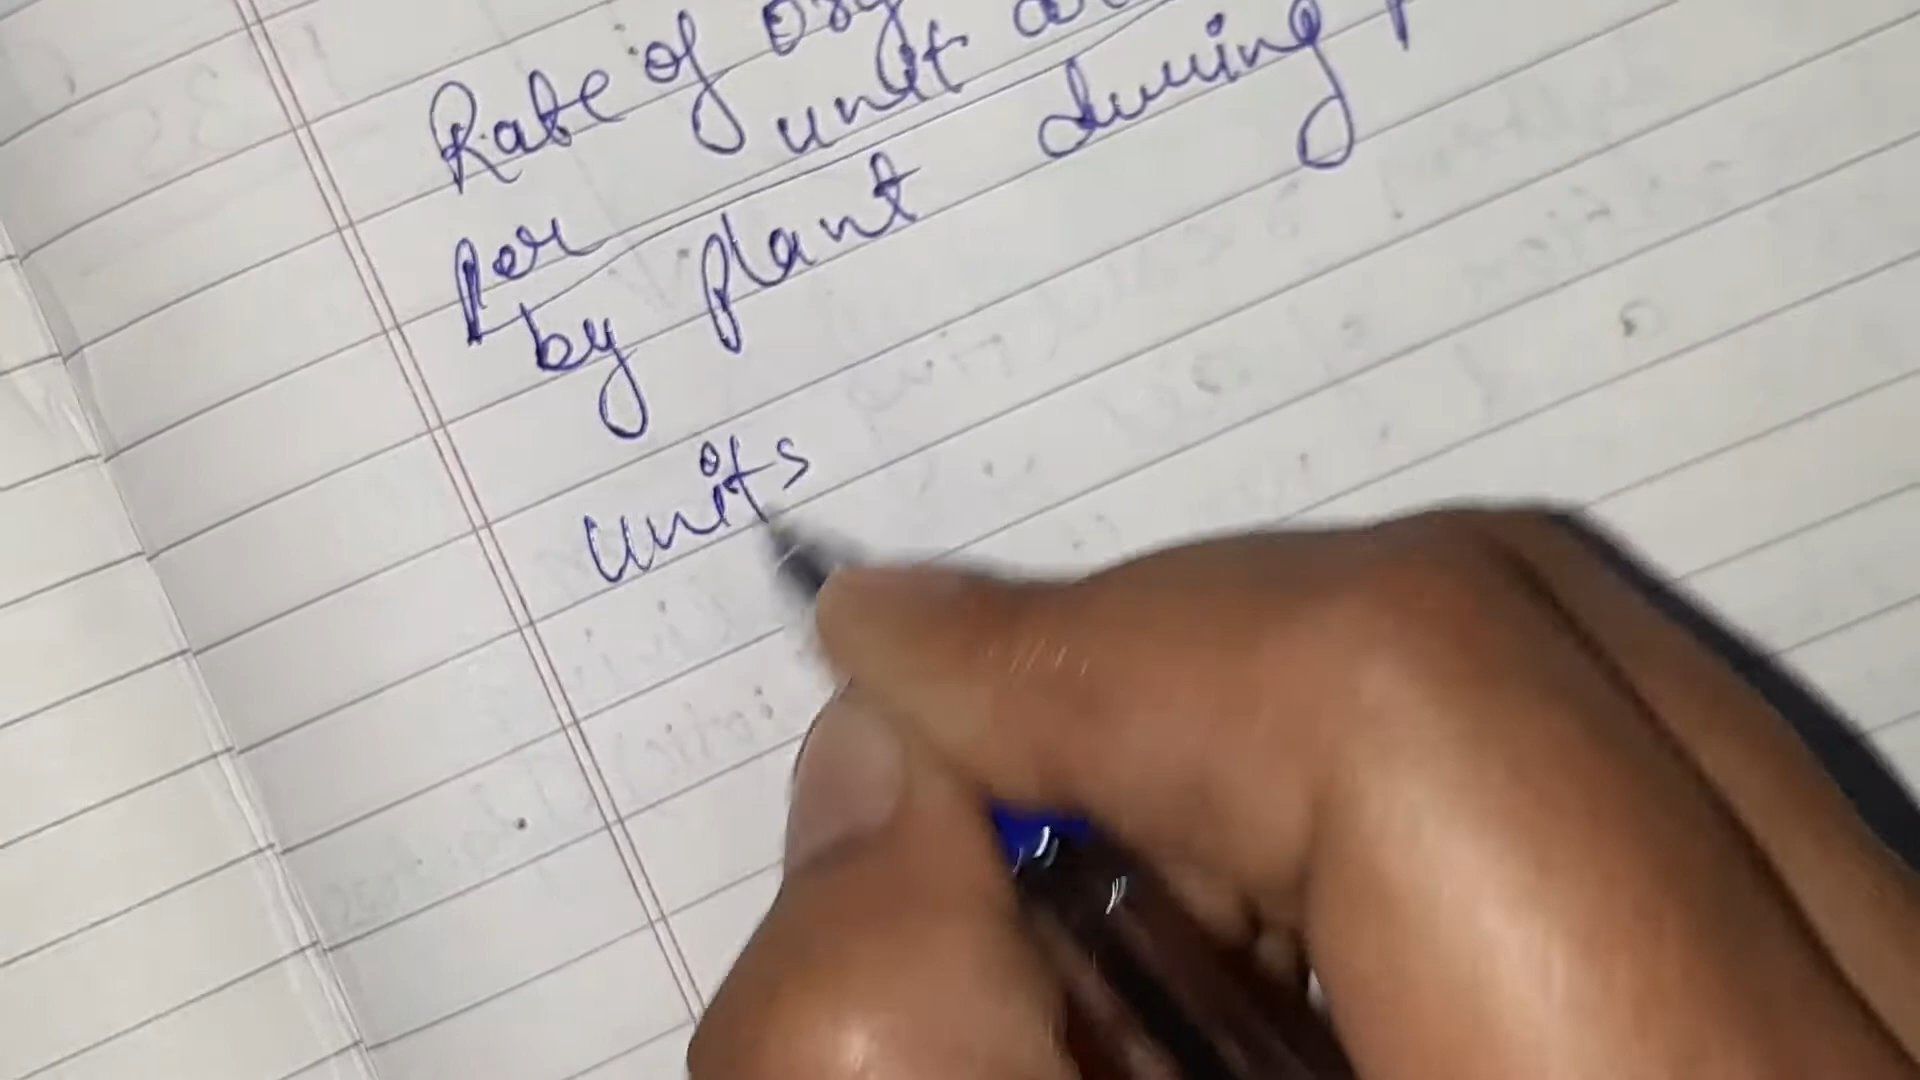 Rate of
per unit
by plant during
units